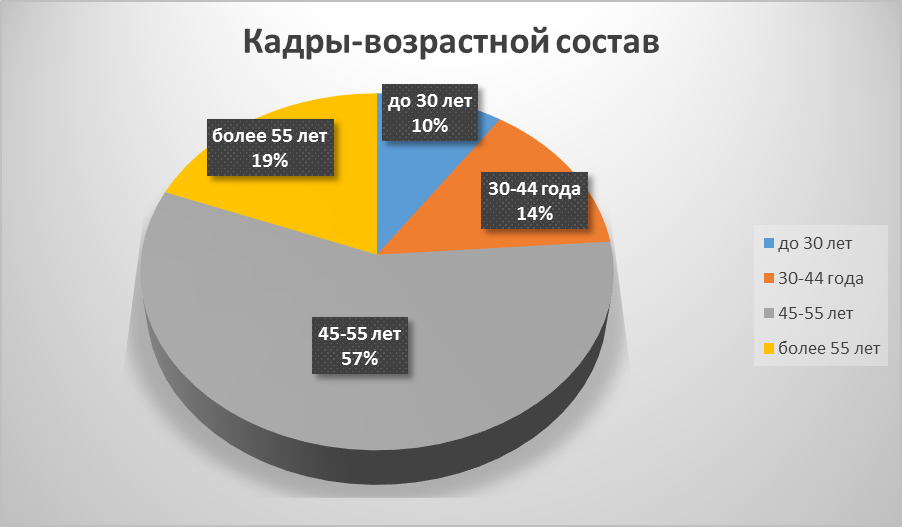 Кадры-возрастной состав
до 30 лет
10%
более 55 лет
19%
30-44 года
14%
45-55 лет
57%
до 30 лет
30-44 года
45-55 лет
более 55 лет